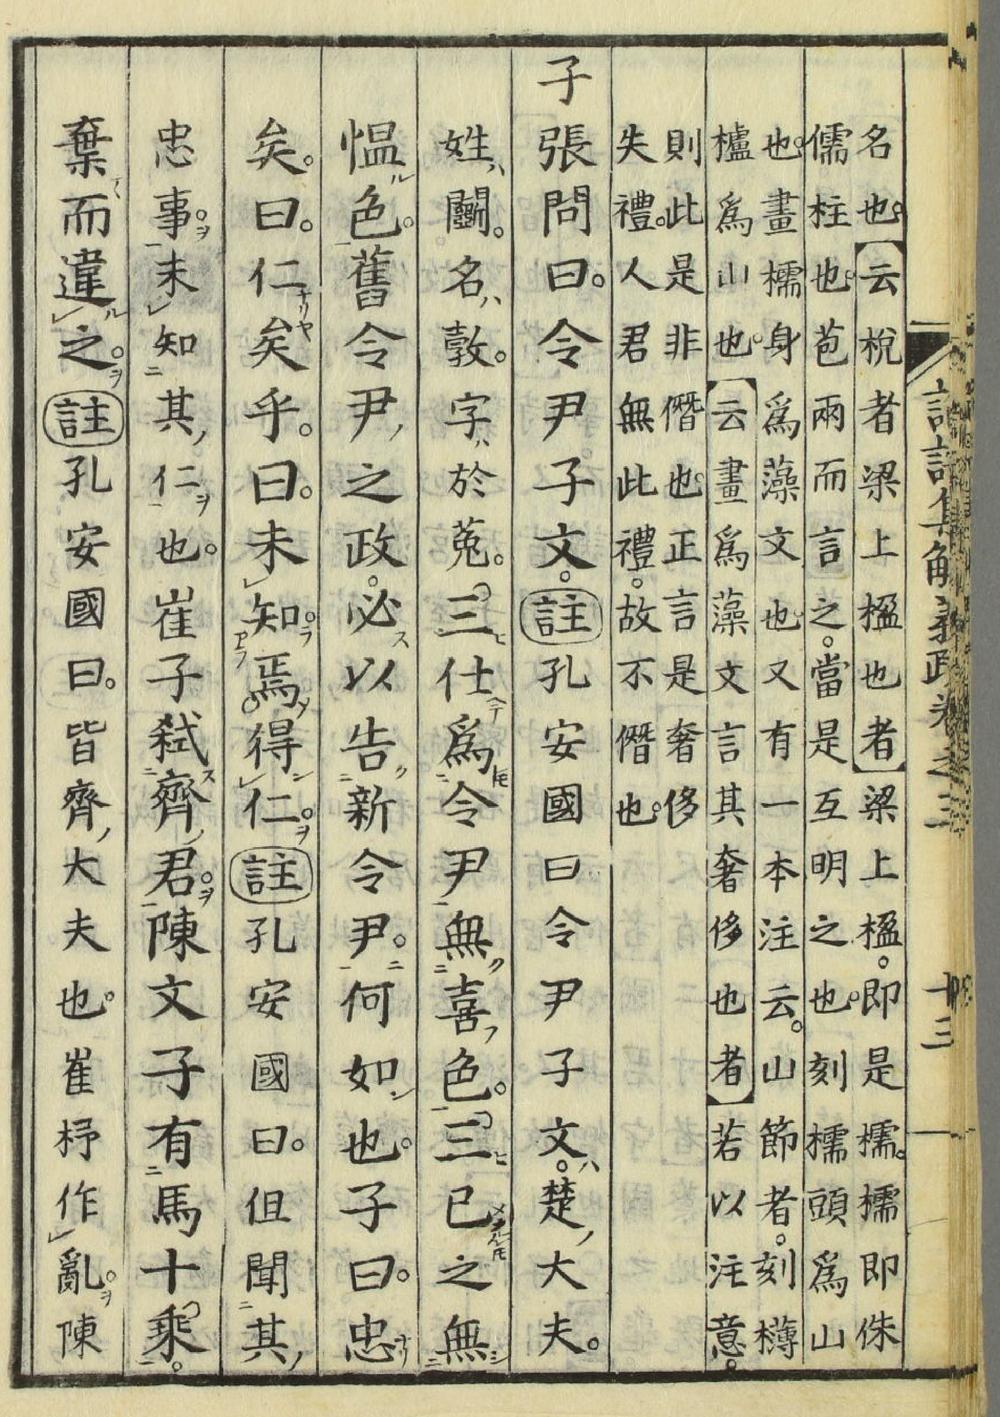 名也。【云梲者梁上楹也者】梁上楹。即是檽。檽即侏
儒柱也。苞兩而言之。當是互明之也。刻檽頭爲山
也。畫檽身爲藻文也。又有一本注云。山節者。刻欂
櫨爲山也。【云畫爲藻文言其奢侈也者】若以注意。
則此是非僭也。正言是奢侈
失禮。人君無此禮。故不僭也。
子張問曰。令尹子文。註孔安國曰令尹子文。楚大夫。
姓鬭。名敦。字於菟。三仕爲令尹無喜色。三已之無
愠色。舊令尹之政。必以告新令尹。何如也。子曰。忠
矣。曰。仁矣乎。曰。未知。焉得仁。註孔安國曰。但聞其
忠事。未知其仁也。崔子弑齊君。陳文子有馬十乘。
棄而違之。註孔安國曰。皆齊大夫也。崔杼作亂。陳